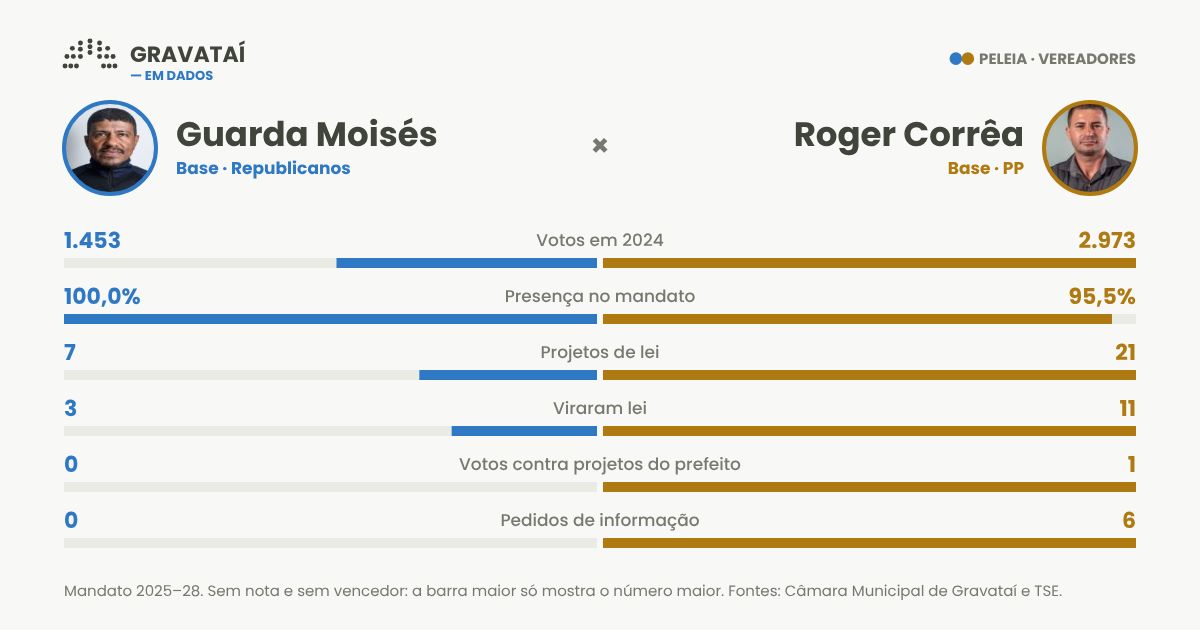 GRAVATAÍ
— EM DADOS
PELEIA · VEREADORES
Guarda Moisés
Base · Republicanos
×
Roger Corrêa
Base · PP
1.453 Votos em 2024 2.973
100,0% Presença no mandato 95,5%
7 Projetos de lei 21
3 Viraram lei 11
0 Votos contra projetos do prefeito 1
0 Pedidos de informação 6
Mandato 2025–28. Sem nota e sem vencedor: a barra maior só mostra o número maior. Fontes: Câmara Municipal de Gravataí e TSE.